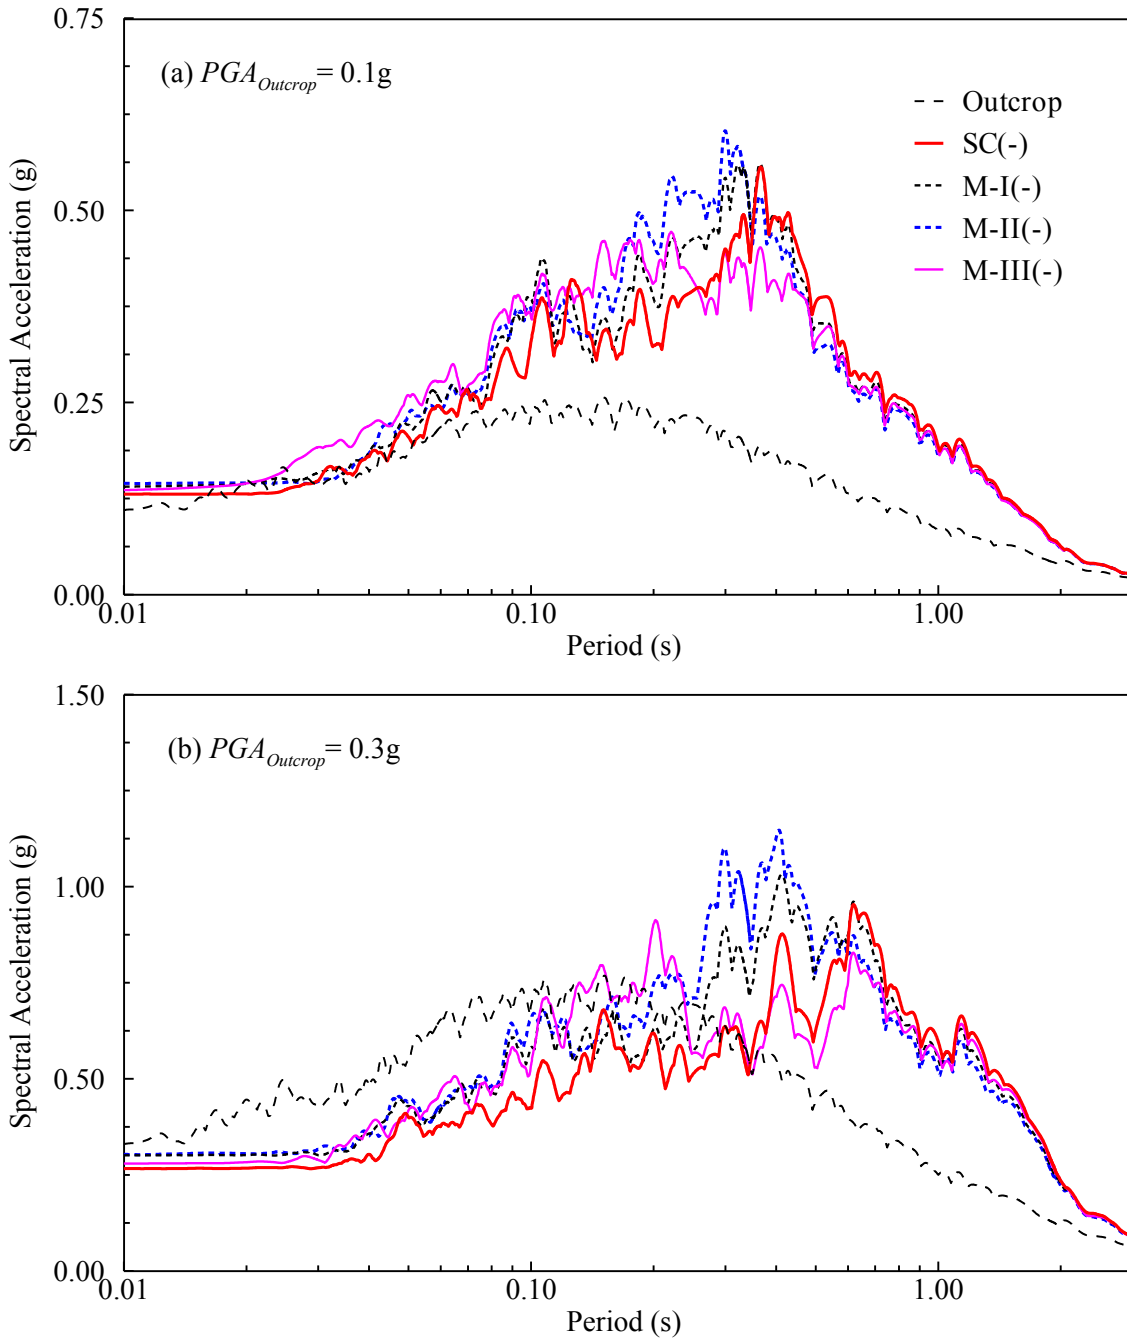 0.75
(a) PGAOutcrop= 0.1g
Outcrop
SC(-)
M-I(-)
M-II(-)
M-III(-)
0.50
0.25
0.00
Spectral Acceleration (g)
0.01 0.10 1.00
Period (s)
1.50
(b) PGAOutcrop= 0.3g
1.00
0.50
0.00
Spectral Acceleration (g)
0.01 0.10 1.00
Period (s)